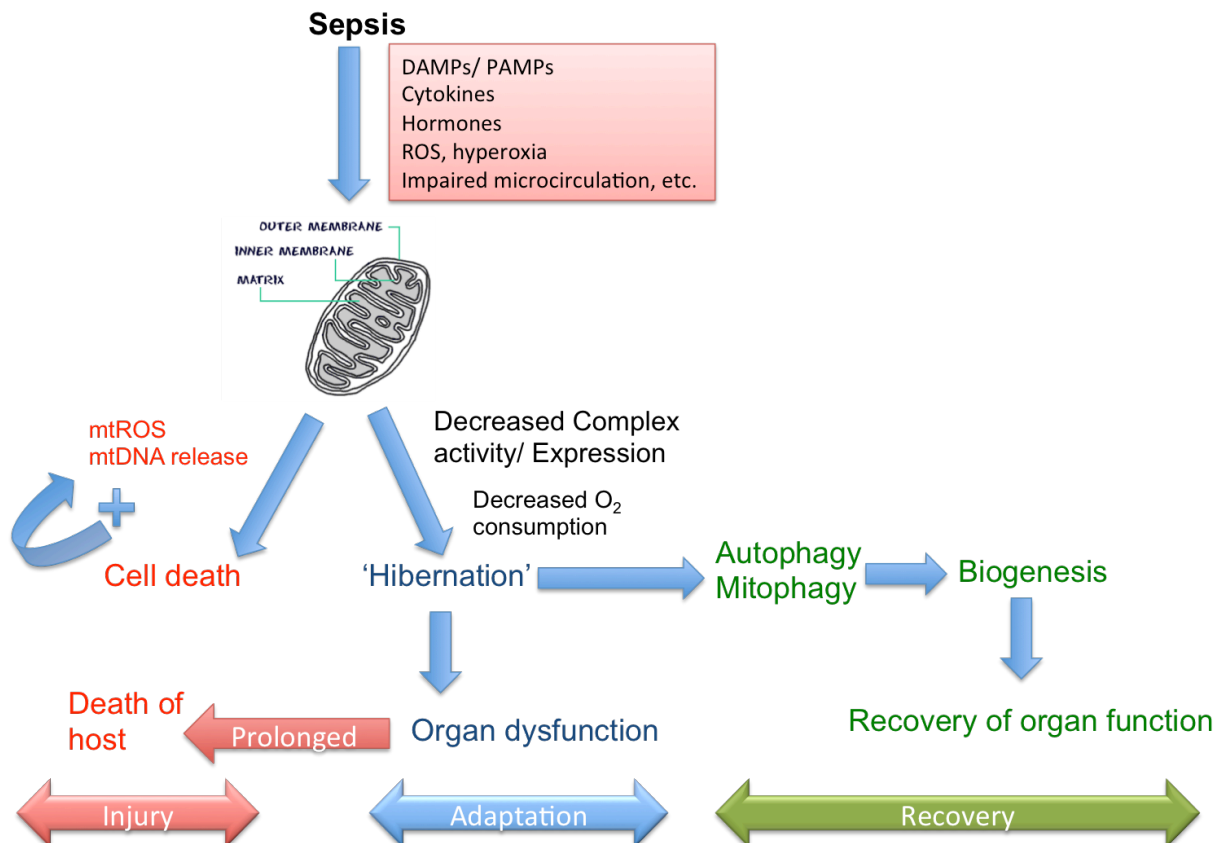 Sepsis
DAMPs/ PAMPs
Cytokines
Hormones
ROS, hyperoxia
Impaired microcirculation, etc.
OUTER MEMBRANE
INNER MEMBRANE
MATRIX
mtROS
mtDNA release
Decreased Complex
activity/ Expression
Decreased O₂
consumption
Cell death
‘Hibernation’
Autophagy
Mitophagy
Biogenesis
Death of
host
Prolonged
Organ dysfunction
Recovery of organ function
Injury
Adaptation
Recovery